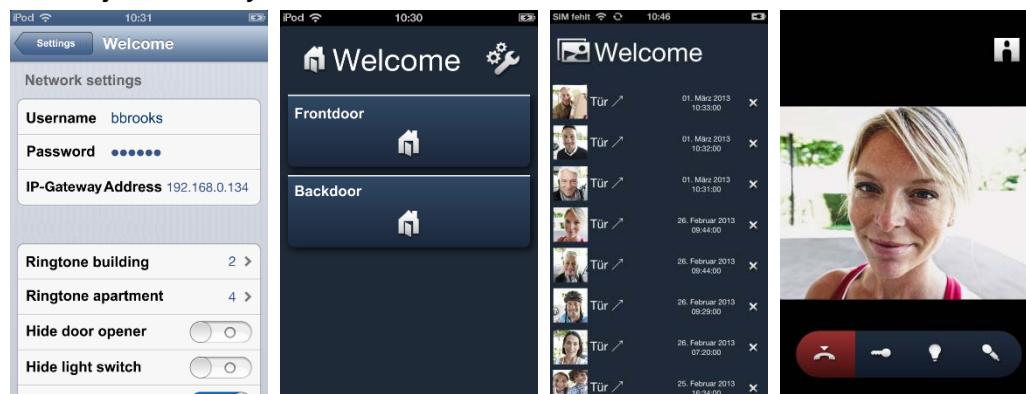 iPod 10:31
Settings Welcome
Network settings
Username bbrooks
Password ●●●●●●
IP-Gateway Address 192.168.0.134
Ringtone building 2
Ringtone apartment 4
Hide door opener
Hide light switch
iPod 10:30
Welcome
Frontdoor
Backdoor
SIM fehlt 10:46
Welcome
Tür 01. März 2013
10:33:00
Tür 01. März 2013
10:32:00
Tür 01. März 2013
10:31:00
Tür 26. Februar 2013
09:44:00
Tür 26. Februar 2013
09:44:00
Tür 26. Februar 2013
09:29:00
Tür 26. Februar 2013
07:20:00
Tür 25. Februar 2013
16:34:00